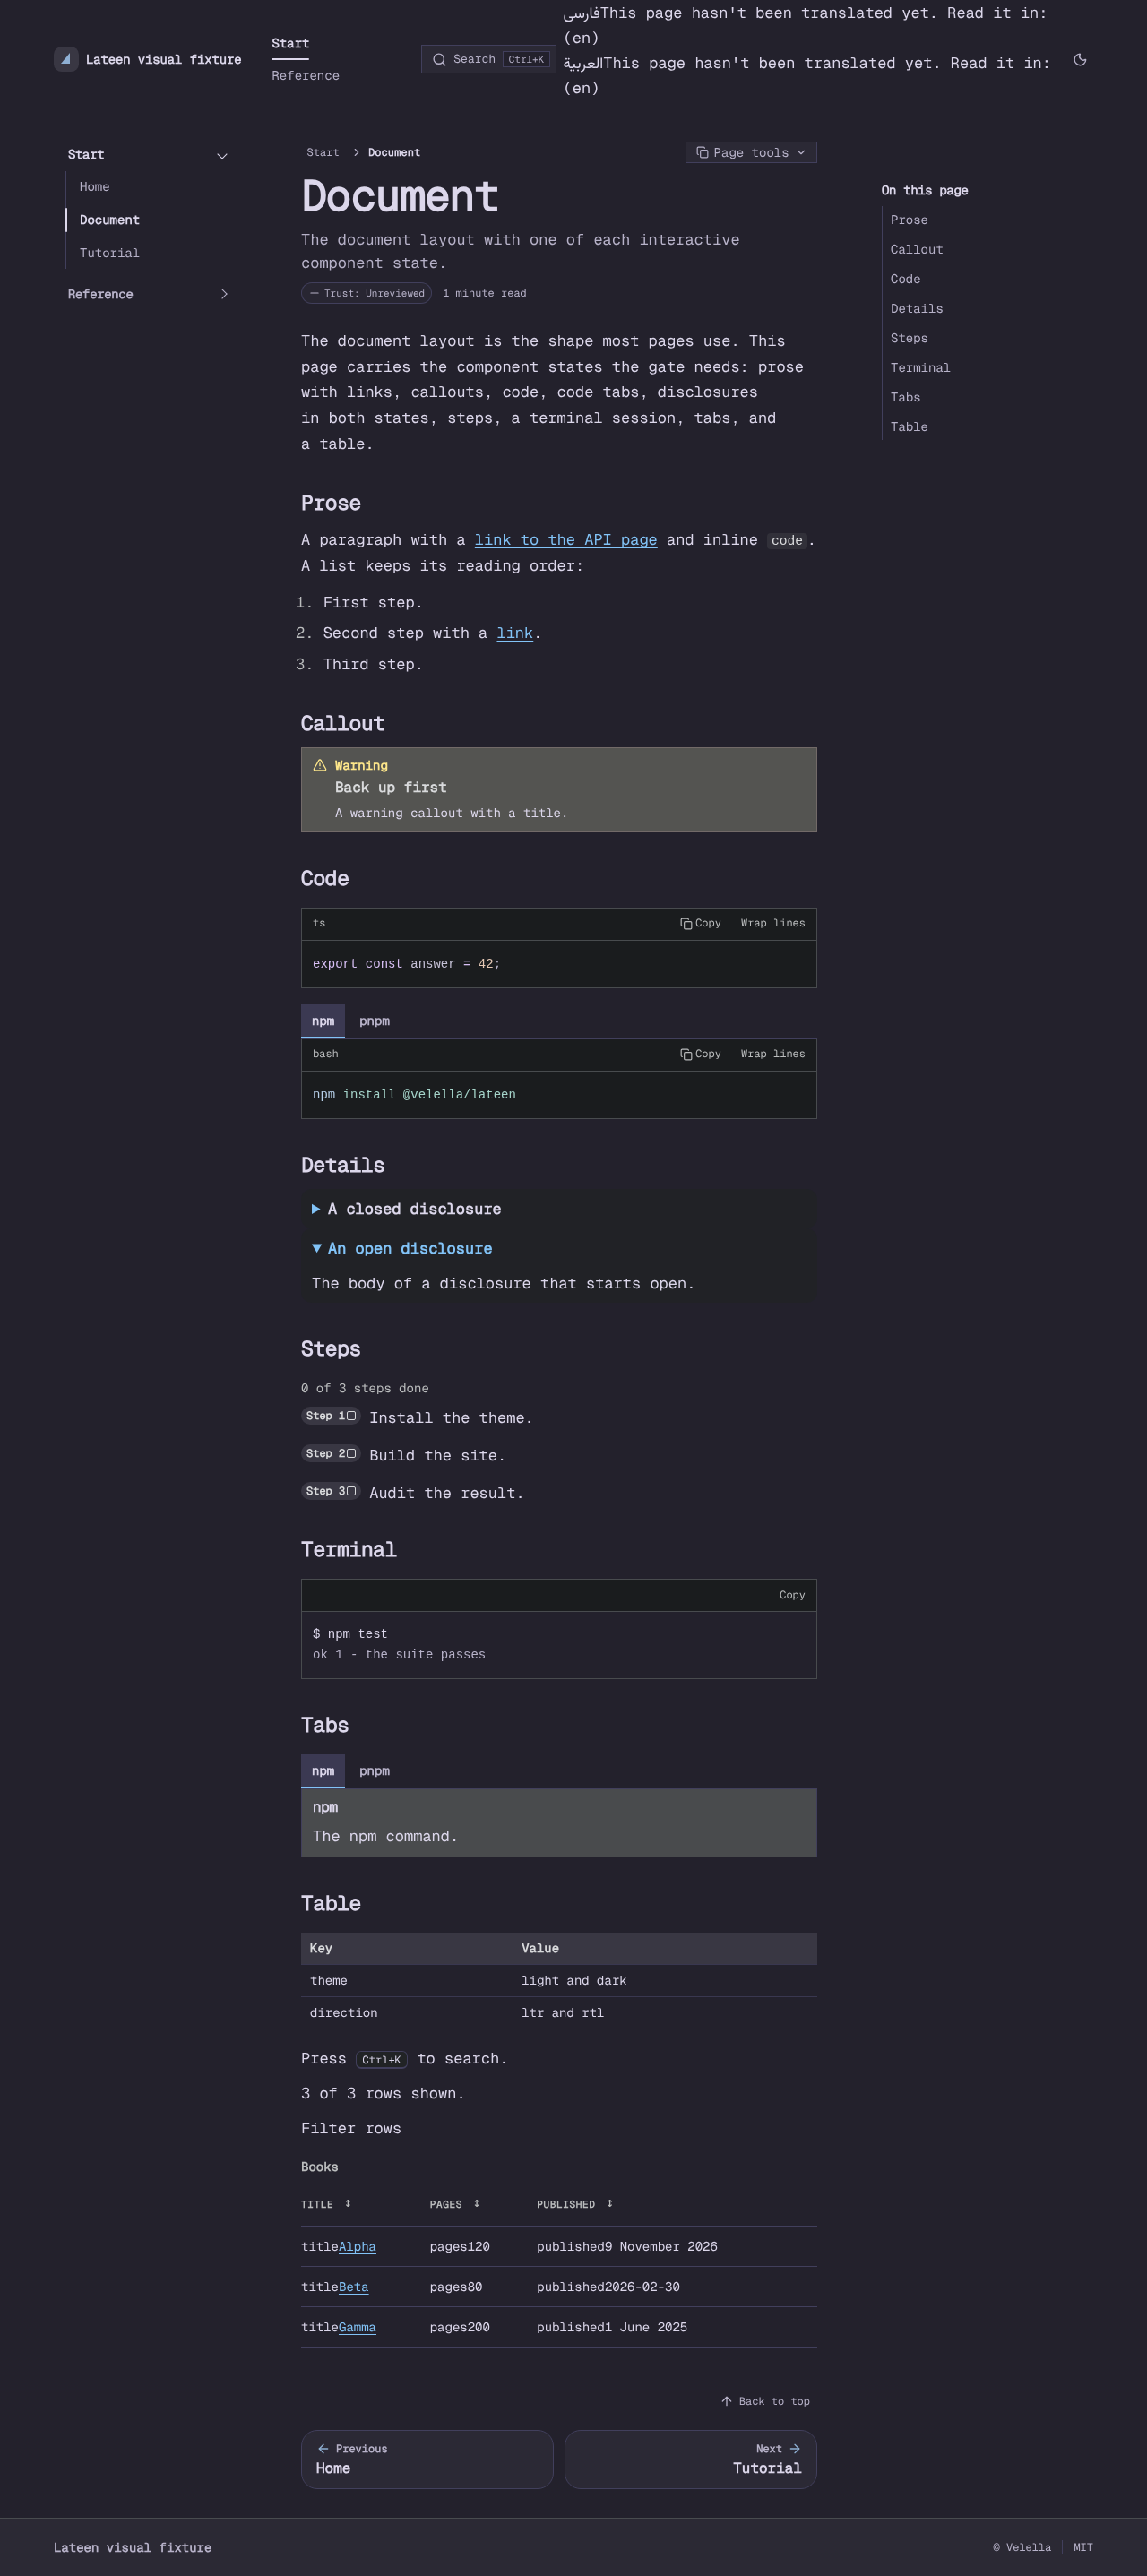 Lateen visual fixture
Start
Reference
Search Ctrl+K
فارسیThis page hasn't been translated yet. Read it in:
(en)
العربيةThis page hasn't been translated yet. Read it in:
(en)
Start
Home
Document
Tutorial
Reference
Start > Document
Page tools
Document
The document layout with one of each interactive
component state.
— Trust: Unreviewed 1 minute read
The document layout is the shape most pages use. This
page carries the component states the gate needs: prose
with links, callouts, code, code tabs, disclosures
in both states, steps, a terminal session, tabs, and
a table.
Prose
A paragraph with a link to the API page and inline code.
A list keeps its reading order:
1. First step.
2. Second step with a link.
3. Third step.
Callout
Warning
Back up first
A warning callout with a title.
Code
ts Copy Wrap lines
export const answer = 42;
npm pnpm
bash Copy Wrap lines
npm install @velella/lateen
Details
A closed disclosure
An open disclosure
The body of a disclosure that starts open.
Steps
0 of 3 steps done
Step 1 Install the theme.
Step 2 Build the site.
Step 3 Audit the result.
Terminal
Copy
$ npm test
ok 1 - the suite passes
Tabs
npm pnpm
npm
The npm command.
Table
Key Value
theme light and dark
direction ltr and rtl
Press Ctrl+K to search.
3 of 3 rows shown.
Filter rows
Books
TITLE ↕ PAGES ↕ PUBLISHED ↕
titleAlpha pages120 published9 November 2026
titleBeta pages80 published2026-02-30
titleGamma pages200 published1 June 2025
↑ Back to top
← Previous
Home
Next →
Tutorial
On this page
Prose
Callout
Code
Details
Steps
Terminal
Tabs
Table
Lateen visual fixture
© Velella MIT